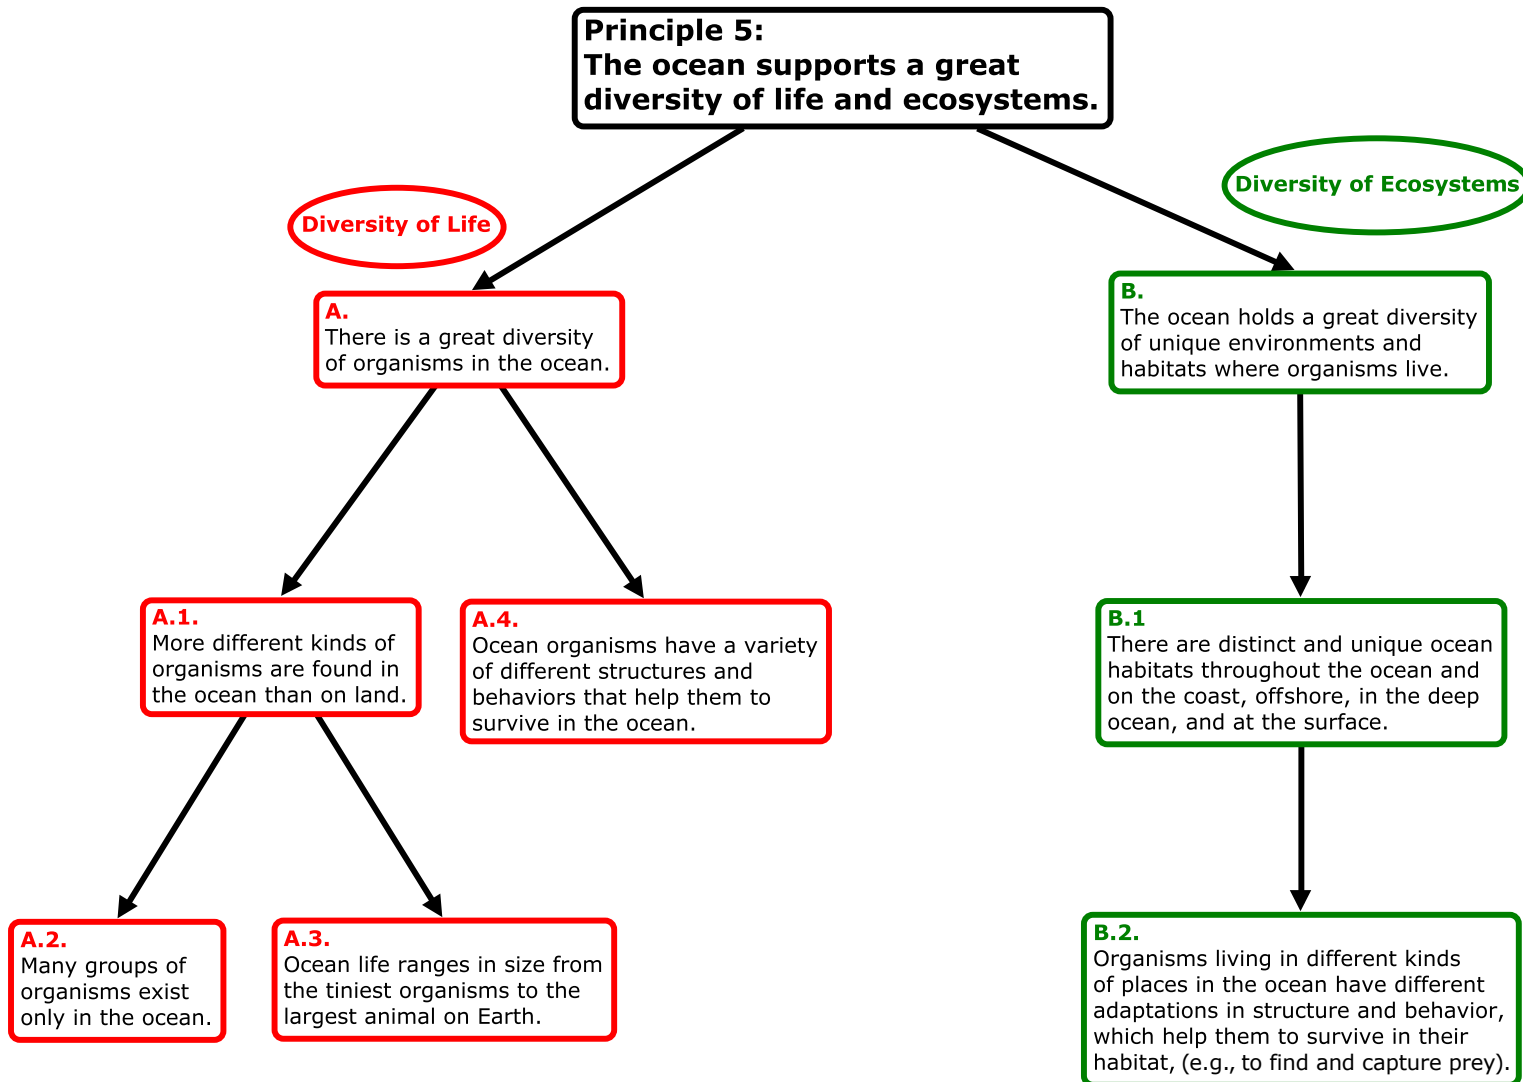 Principle 5:
The ocean supports a great
diversity of life and ecosystems.
Diversity of Life
Diversity of Ecosystems
A.
There is a great diversity
of organisms in the ocean.
B.
The ocean holds a great diversity
of unique environments and
habitats where organisms live.
A.1.
More different kinds of
organisms are found in
the ocean than on land.
A.4.
Ocean organisms have a variety
of different structures and
behaviors that help them to
survive in the ocean.
B.1
There are distinct and unique ocean
habitats throughout the ocean and
on the coast, offshore, in the deep
ocean, and at the surface.
A.2.
Many groups of
organisms exist
only in the ocean.
A.3.
Ocean life ranges in size from
the tiniest organisms to the
largest animal on Earth.
B.2.
Organisms living in different kinds
of places in the ocean have different
adaptations in structure and behavior,
which help them to survive in their
habitat, (e.g., to find and capture prey).